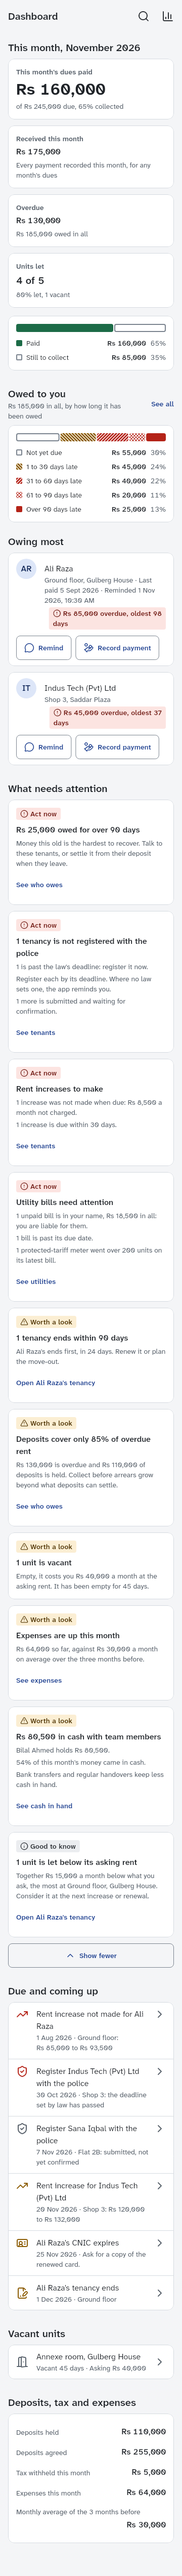 Dashboard
This month, November 2026
This month's dues paid
Rs 160,000
of Rs 245,000 due, 65% collected
Received this month
Rs 175,000
Every payment recorded this month, for any
month's dues
Overdue
Rs 130,000
Rs 185,000 owed in all
Units let
4 of 5
80% let, 1 vacant
Paid Rs 160,000 65%
Still to collect Rs 85,000 35%
Owed to you
Rs 185,000 in all, by how long it has
been owed
See all
Not yet due Rs 55,000 30%
1 to 30 days late Rs 45,000 24%
31 to 60 days late Rs 40,000 22%
61 to 90 days late Rs 20,000 11%
Over 90 days late Rs 25,000 13%
Owing most
AR
Ali Raza
Ground floor, Gulberg House · Last
paid 5 Sept 2026 · Reminded 1 Nov
2026, 10:30 AM
Rs 85,000 overdue, oldest 98
days
Remind
Record payment
IT
Indus Tech (Pvt) Ltd
Shop 3, Saddar Plaza
Rs 45,000 overdue, oldest 37
days
Remind
Record payment
What needs attention
Act now
Rs 25,000 owed for over 90 days
Money this old is the hardest to recover. Talk to
these tenants, or settle it from their deposit
when they leave.
See who owes
Act now
1 tenancy is not registered with the
police
1 is past the law's deadline: register it now.
Register each by its deadline. Where no law
sets one, the app reminds you.
1 more is submitted and waiting for
confirmation.
See tenants
Act now
Rent increases to make
1 increase was not made when due: Rs 8,500 a
month not charged.
1 increase is due within 30 days.
See tenants
Act now
Utility bills need attention
1 unpaid bill is in your name, Rs 18,500 in all:
you are liable for them.
1 bill is past its due date.
1 protected-tariff meter went over 200 units on
its latest bill.
See utilities
Worth a look
1 tenancy ends within 90 days
Ali Raza's ends first, in 24 days. Renew it or plan
the move-out.
Open Ali Raza's tenancy
Worth a look
Deposits cover only 85% of overdue
rent
Rs 130,000 is overdue and Rs 110,000 of
deposits is held. Collect before arrears grow
beyond what deposits can settle.
See who owes
Worth a look
1 unit is vacant
Empty, it costs you Rs 40,000 a month at the
asking rent. It has been empty for 45 days.
Worth a look
Expenses are up this month
Rs 64,000 so far, against Rs 30,000 a month
on average over the three months before.
See expenses
Worth a look
Rs 80,500 in cash with team members
Bilal Ahmed holds Rs 80,500.
54% of this month's money came in cash.
Bank transfers and regular handovers keep less
cash in hand.
See cash in hand
Good to know
1 unit is let below its asking rent
Together Rs 15,000 a month below what you
ask, the most at Ground floor, Gulberg House.
Consider it at the next increase or renewal.
Open Ali Raza's tenancy
Show fewer
Due and coming up
Rent increase not made for Ali
Raza
1 Aug 2026 · Ground floor:
Rs 85,000 to Rs 93,500
Register Indus Tech (Pvt) Ltd
with the police
30 Oct 2026 · Shop 3: the deadline
set by law has passed
Register Sana Iqbal with the
police
7 Nov 2026 · Flat 2B: submitted, not
yet confirmed
Rent increase for Indus Tech
(Pvt) Ltd
20 Nov 2026 · Shop 3: Rs 120,000
to Rs 132,000
Ali Raza's CNIC expires
25 Nov 2026 · Ask for a copy of the
renewed card.
Ali Raza's tenancy ends
1 Dec 2026 · Ground floor
Vacant units
Annexe room, Gulberg House
Vacant 45 days · Asking Rs 40,000
Deposits, tax and expenses
Deposits held Rs 110,000
Deposits agreed Rs 255,000
Tax withheld this month Rs 5,000
Expenses this month Rs 64,000
Monthly average of the 3 months before
Rs 30,000